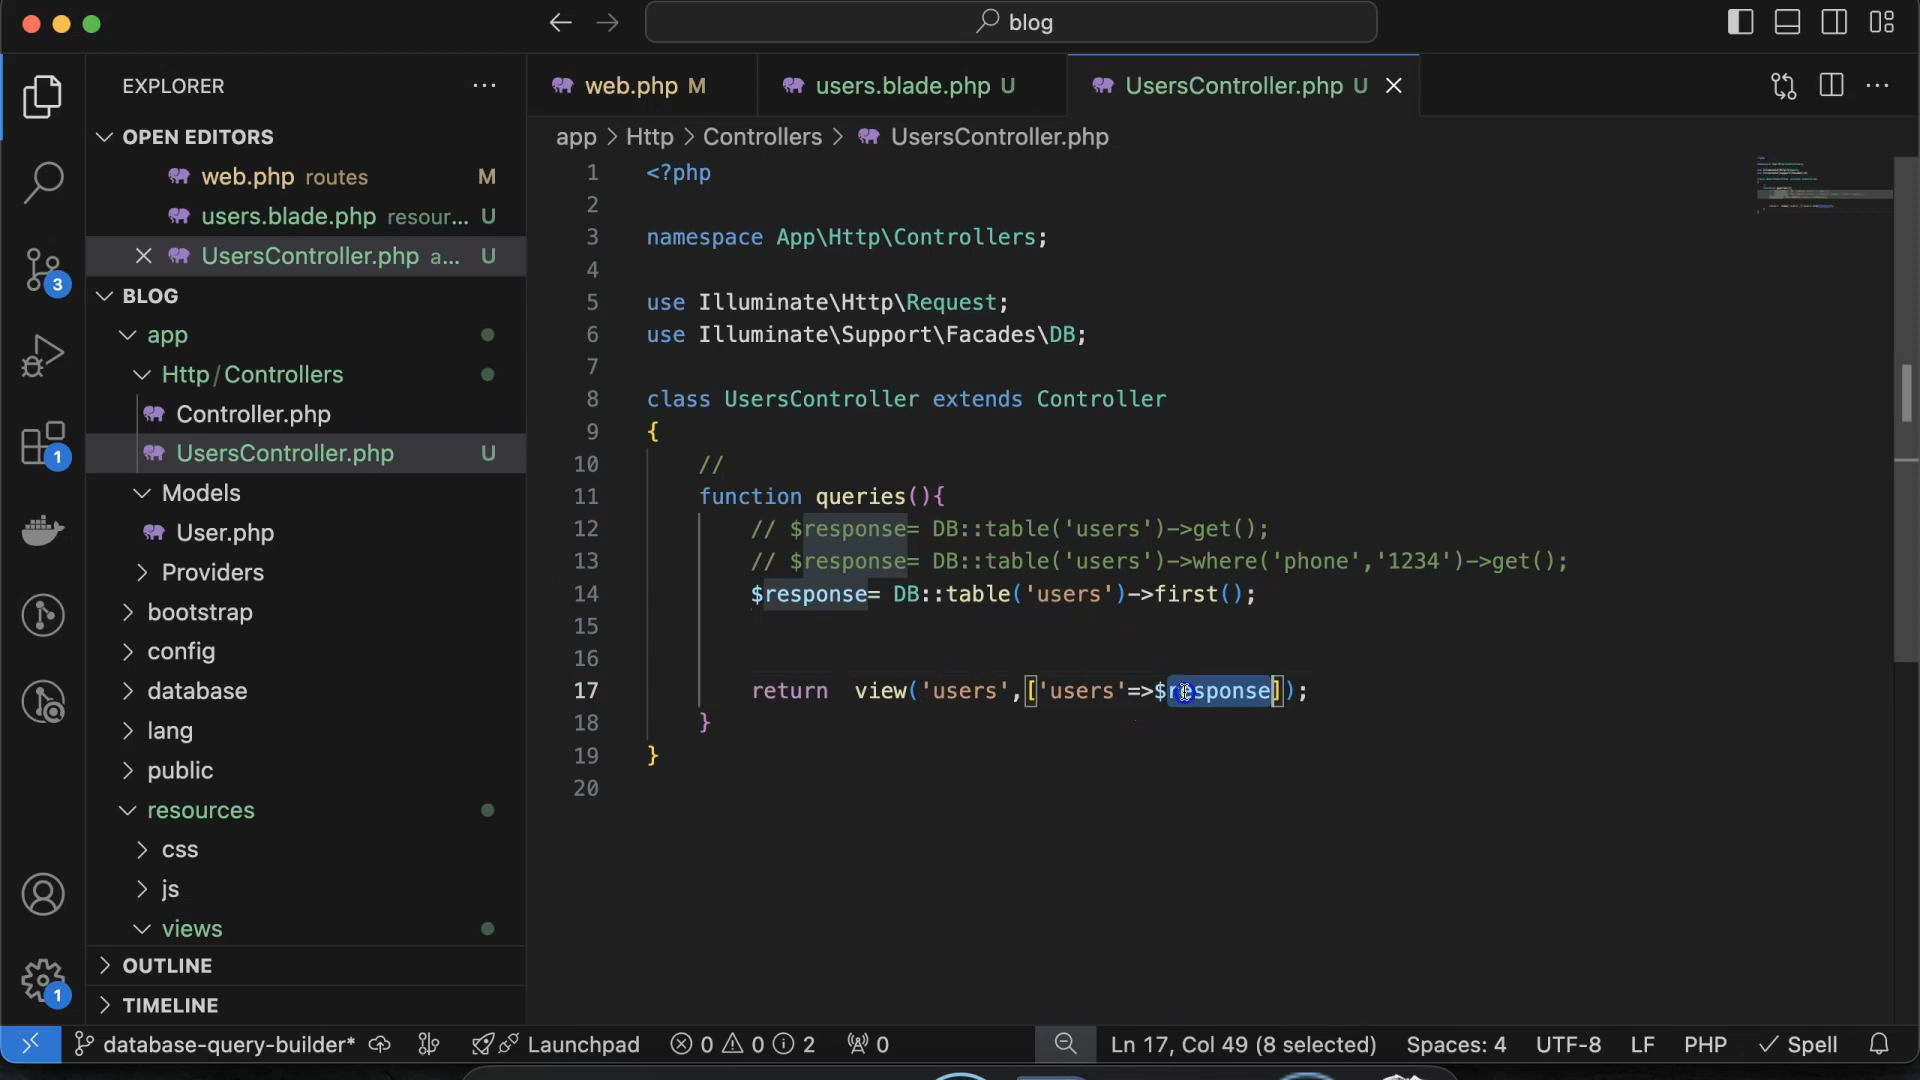 blog
EXPLORER
web.php M
users.blade.php U
UsersController.php U
app > Http > Controllers > UsersController.php
OPEN EDITORS
web.php routes M
users.blade.php resour... U
UsersController.php a... U
BLOG
app
Http/Controllers
Controller.php
UsersController.php U
Models
User.php
Providers
bootstrap
config
database
lang
public
resources
css
js
views
OUTLINE
TIMELINE
3
1
1
1 <?php
2
3 namespace App\Http\Controllers;
4
5 use Illuminate\Http\Request;
6 use Illuminate\Support\Facades\DB;
7
8 class UsersController extends Controller
9 {
10 //
11 function queries(){
12 // $response= DB::table('users')->get();
13 // $response= DB::table('users')->where('phone','1234')->get();
14 $response= DB::table('users')->first();
15
16
17 return  view('users',['users'=>$response]);
18 }
19 }
20
database-query-builder* Launchpad 0 0 2 0 Ln 17, Col 49 (8 selected) Spaces: 4 UTF-8 LF PHP Spell